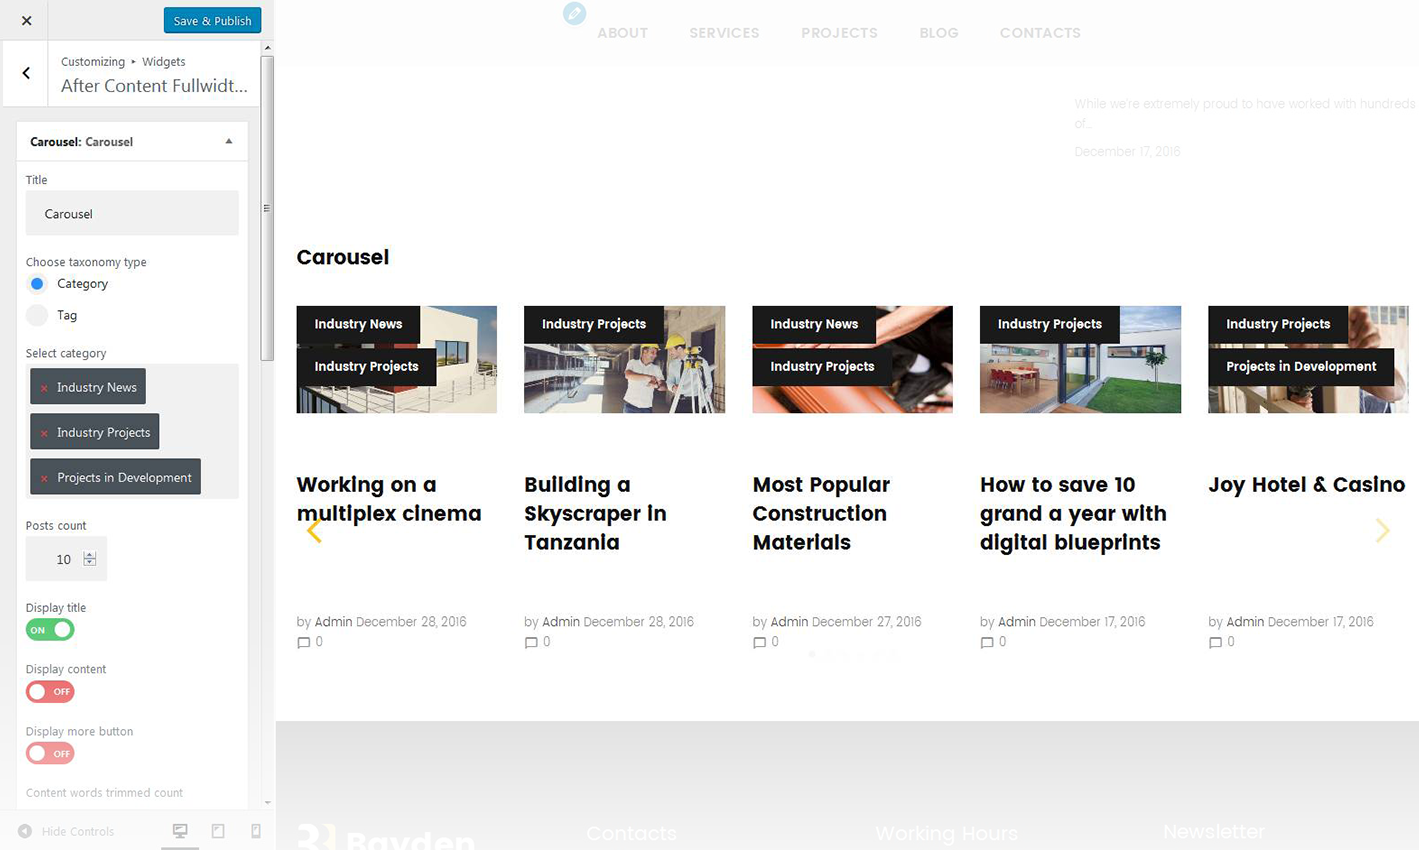 Save & Publish
Customizing ▸ Widgets
After Content Fullwidt...
Carousel: Carousel
Title
Carousel
Choose taxonomy type
Category
Tag
Select category
× Industry News
× Industry Projects
× Projects in Development
Posts count
10
Display title
ON
Display content
OFF
Display more button
OFF
Content words trimmed count
Hide Controls
ABOUT SERVICES PROJECTS BLOG CONTACTS
While we're extremely proud to have worked with hundreds
of...
December 17, 2016
Carousel
Industry News
Industry Projects
Working on a
multiplex cinema
by Admin December 28, 2016
0
Industry Projects
Building a
Skyscraper in
Tanzania
by Admin December 28, 2016
0
Industry News
Industry Projects
Most Popular
Construction
Materials
by Admin December 27, 2016
0
Industry Projects
How to save 10
grand a year with
digital blueprints
by Admin December 17, 2016
0
Industry Projects
Projects in Development
Joy Hotel & Casino
by Admin December 17, 2016
0
Bayden
Contacts
Working Hours
Newsletter